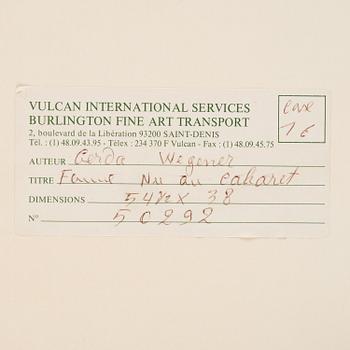 VULCAN INTERNATIONAL SERVICES
BURLINGTON FINE ART TRANSPORT
2, boulevard de la Libération 93200 SAINT-DENIS
Tél. : (1) 48.09.43.95 - Télex : 234 370 F Vulcan - Fax : (1) 48.09.45.75
AUTEUR Gerda Wegener
TITRE Femme Nu au Cabaret
DIMENSIONS 54½ X 38
N° 50292